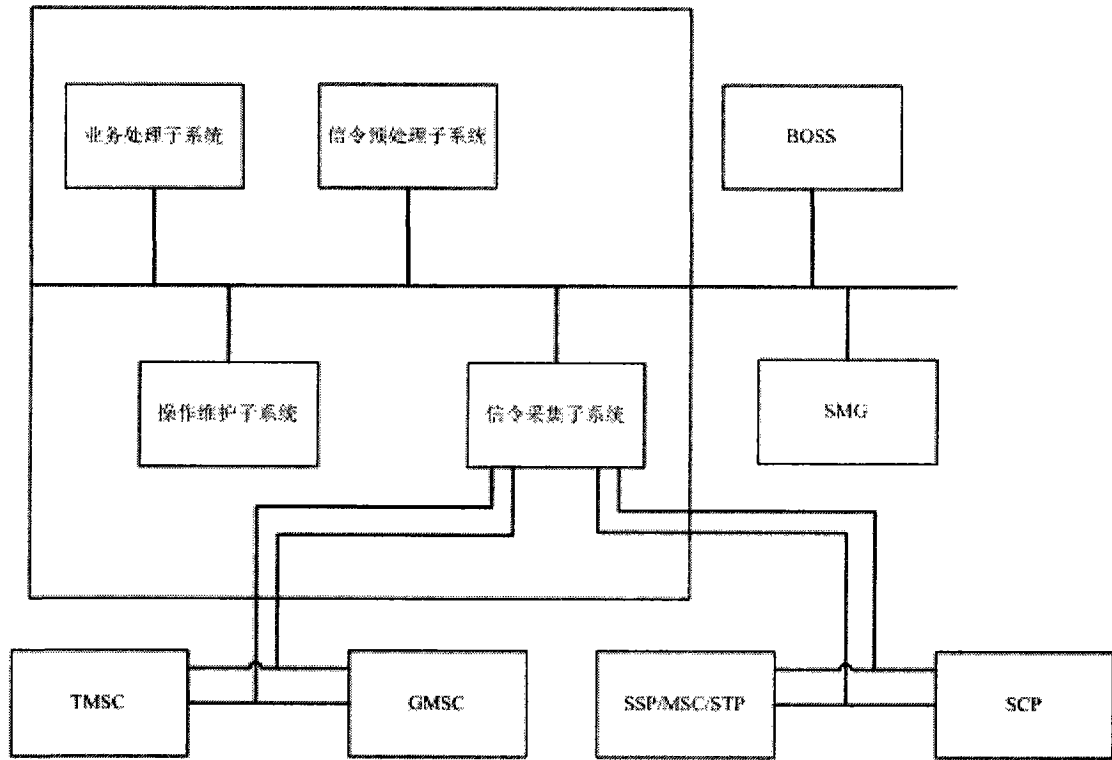 业务处理子系统
信令预处理子系统
BOSS
操作维护子系统
信令采集子系统
SMG
TMSC
GMSC
SSP/MSC/STP
SCP